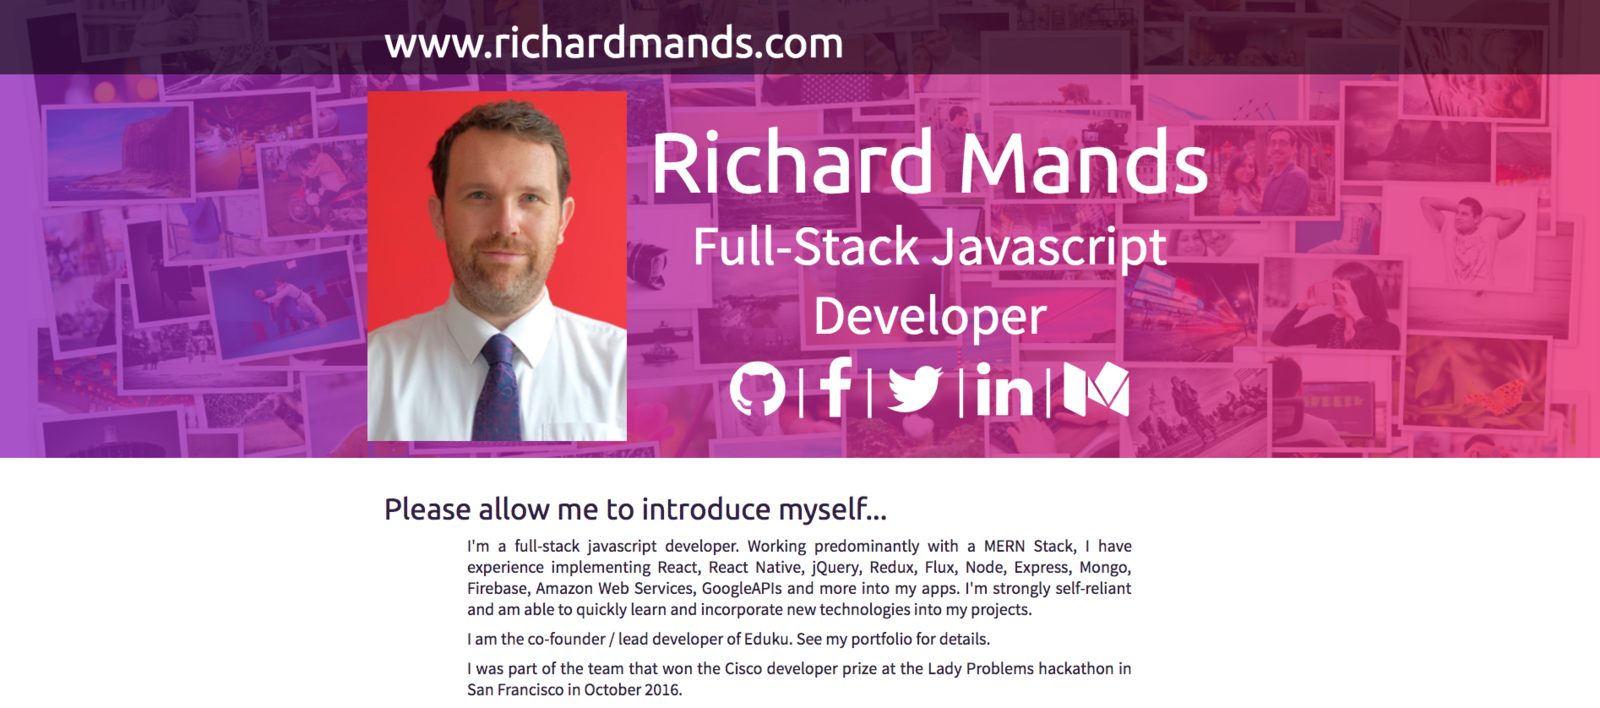 www.richardmands.com
Richard Mands
Full-Stack Javascript
Developer
Please allow me to introduce myself...
I'm a full-stack javascript developer. Working predominantly with a MERN Stack, I have
experience implementing React, React Native, jQuery, Redux, Flux, Node, Express, Mongo,
Firebase, Amazon Web Services, GoogleAPIs and more into my apps. I'm strongly self-reliant
and am able to quickly learn and incorporate new technologies into my projects.
I am the co-founder / lead developer of Eduku. See my portfolio for details.
I was part of the team that won the Cisco developer prize at the Lady Problems hackathon in
San Francisco in October 2016.